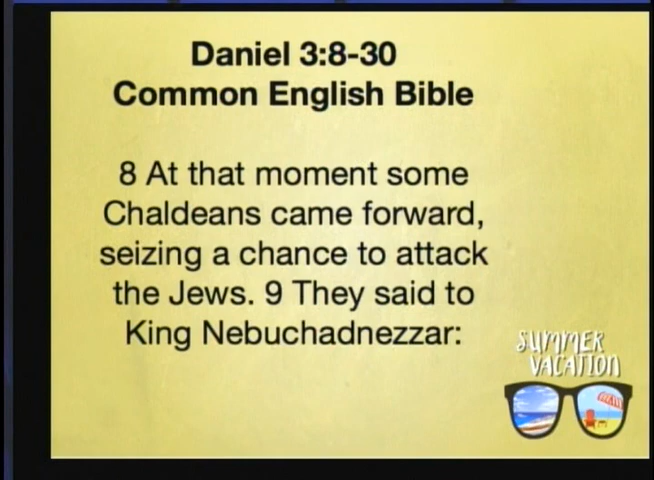 Daniel 3:8-30
Common English Bible
8 At that moment some
Chaldeans came forward,
seizing a chance to attack
the Jews. 9 They said to
King Nebuchadnezzar:
SUMMER
VACATION